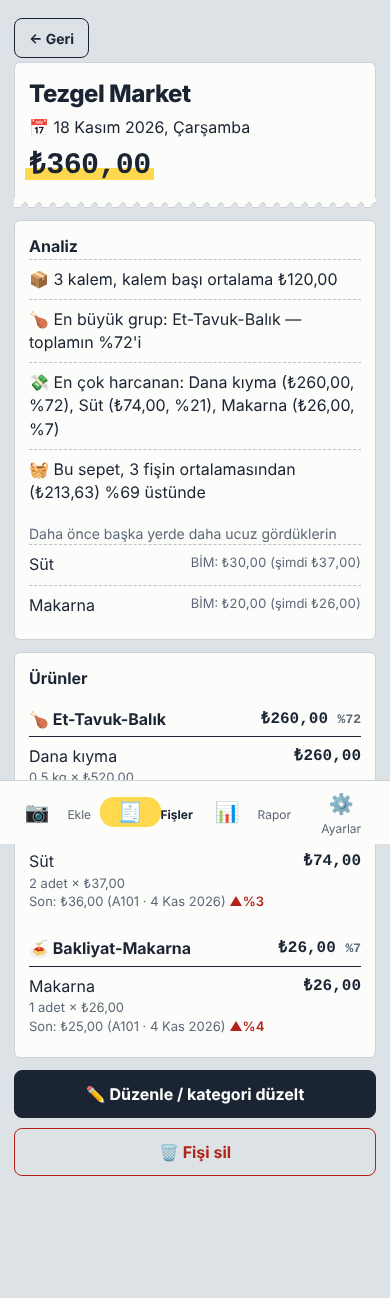 ← Geri
Tezgel Market
📅 18 Kasım 2026, Çarşamba
₺360,00
Analiz
📦 3 kalem, kalem başı ortalama ₺120,00
🍗 En büyük grup: Et-Tavuk-Balık —
toplamın %72'i
💸 En çok harcanan: Dana kıyma (₺260,00,
%72), Süt (₺74,00, %21), Makarna (₺26,00,
%7)
🧺 Bu sepet, 3 fişin ortalamasından
(₺213,63) %69 üstünde
Daha önce başka yerde daha ucuz gördüklerin
Süt BİM: ₺30,00 (şimdi ₺37,00)
Makarna BİM: ₺20,00 (şimdi ₺26,00)
Ürünler
🍗 Et-Tavuk-Balık ₺260,00 %72
Dana kıyma ₺260,00
0,5 kg × ₺520,00
📷 Ekle 🧾 Fişler 📊 Rapor ⚙️ Ayarlar
Süt ₺74,00
2 adet × ₺37,00
Son: ₺36,00 (A101 · 4 Kas 2026) ▲%3
🍝 Bakliyat-Makarna ₺26,00 %7
Makarna ₺26,00
1 adet × ₺26,00
Son: ₺25,00 (A101 · 4 Kas 2026) ▲%4
✏️ Düzenle / kategori düzelt
🗑️ Fişi sil